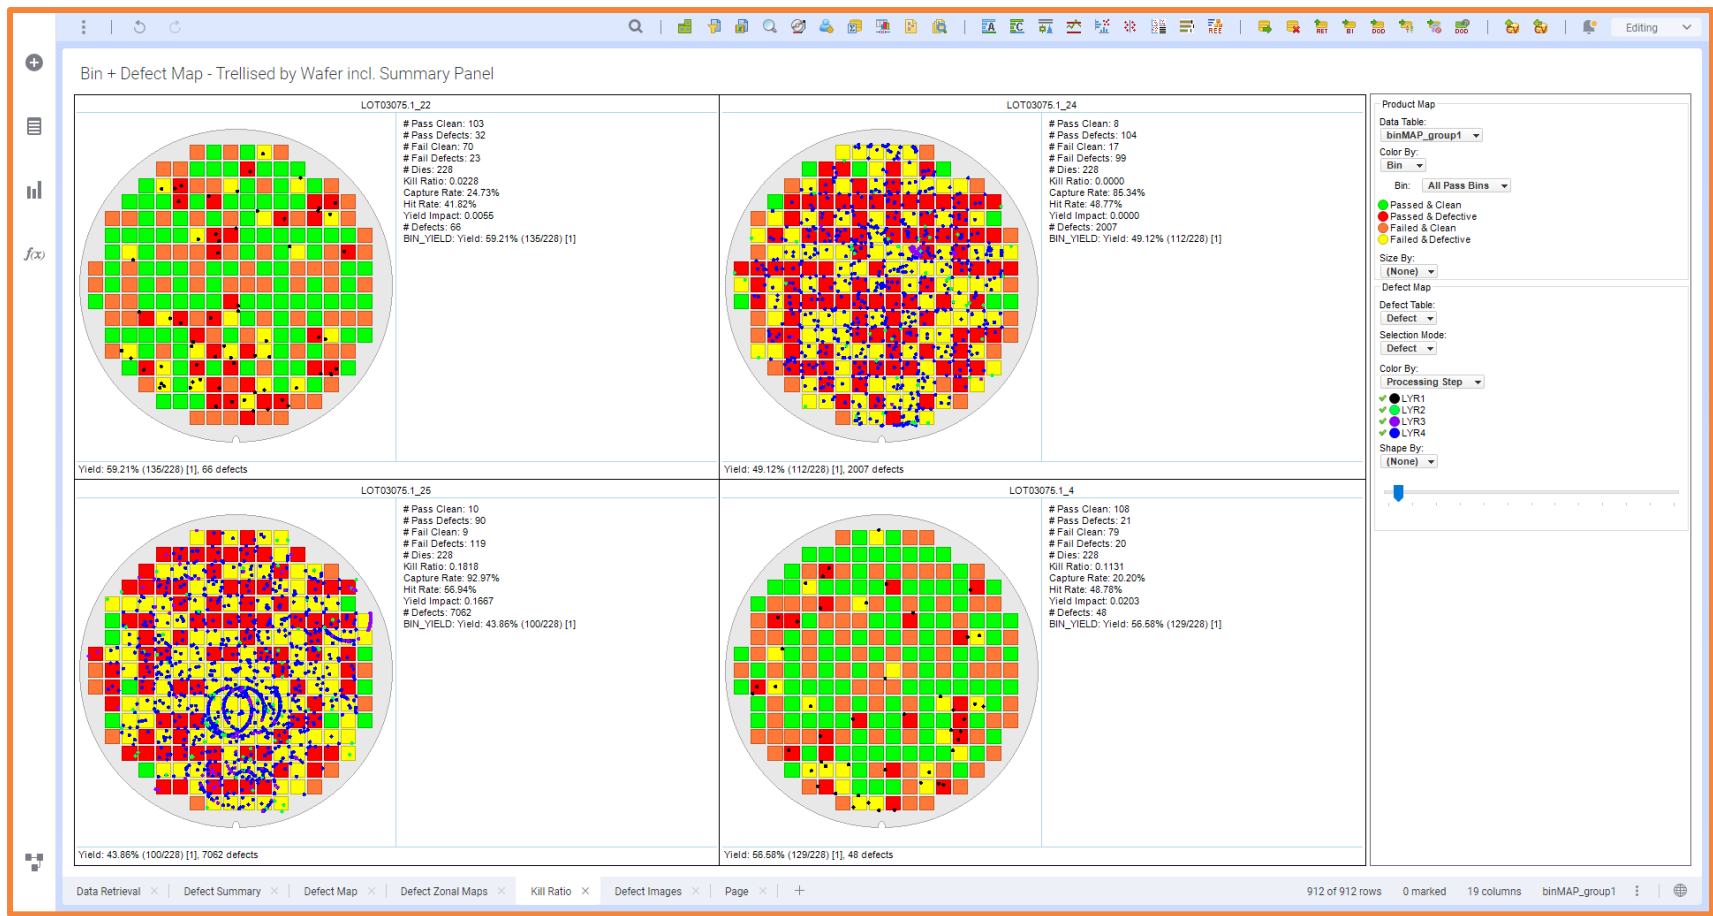 Editing
Bin + Defect Map - Trellised by Wafer incl. Summary Panel
LOT03075.1_22
# Pass Clean: 103
# Pass Defects: 32
# Fail Clean: 70
# Fail Defects: 23
# Dies: 228
Kill Ratio: 0.0228
Capture Rate: 24.73%
Hit Rate: 41.82%
Yield Impact: 0.0055
# Defects: 66
BIN_YIELD: Yield: 59.21% (135/228) [1]
Yield: 59.21% (135/228) [1], 66 defects
LOT03075.1_24
# Pass Clean: 8
# Pass Defects: 104
# Fail Clean: 17
# Fail Defects: 99
# Dies: 228
Kill Ratio: 0.0000
Capture Rate: 85.34%
Hit Rate: 48.77%
Yield Impact: 0.0000
# Defects: 2007
BIN_YIELD: Yield: 49.12% (112/228) [1]
Yield: 49.12% (112/228) [1], 2007 defects
LOT03075.1_25
# Pass Clean: 10
# Pass Defects: 90
# Fail Clean: 9
# Fail Defects: 119
# Dies: 228
Kill Ratio: 0.1818
Capture Rate: 92.97%
Hit Rate: 56.94%
Yield Impact: 0.1667
# Defects: 7062
BIN_YIELD: Yield: 43.86% (100/228) [1]
Yield: 43.86% (100/228) [1], 7062 defects
LOT03075.1_4
# Pass Clean: 108
# Pass Defects: 21
# Fail Clean: 79
# Fail Defects: 20
# Dies: 228
Kill Ratio: 0.1131
Capture Rate: 20.20%
Hit Rate: 48.78%
Yield Impact: 0.0203
# Defects: 48
BIN_YIELD: Yield: 56.58% (129/228) [1]
Yield: 56.58% (129/228) [1], 48 defects
Product Map
Data Table:
binMAP_group1
Color By:
Bin
Bin: All Pass Bins
Passed & Clean
Passed & Defective
Failed & Clean
Failed & Defective
Size By:
(None)
Defect Map
Defect Table:
Defect
Selection Mode:
Defect
Color By:
Processing Step
LYR1
LYR2
LYR3
LYR4
Shape By:
(None)
f(x)
Data Retrieval
Defect Summary
Defect Map
Defect Zonal Maps
Kill Ratio
Defect Images
Page
912 of 912 rows
0 marked
19 columns
binMAP_group1